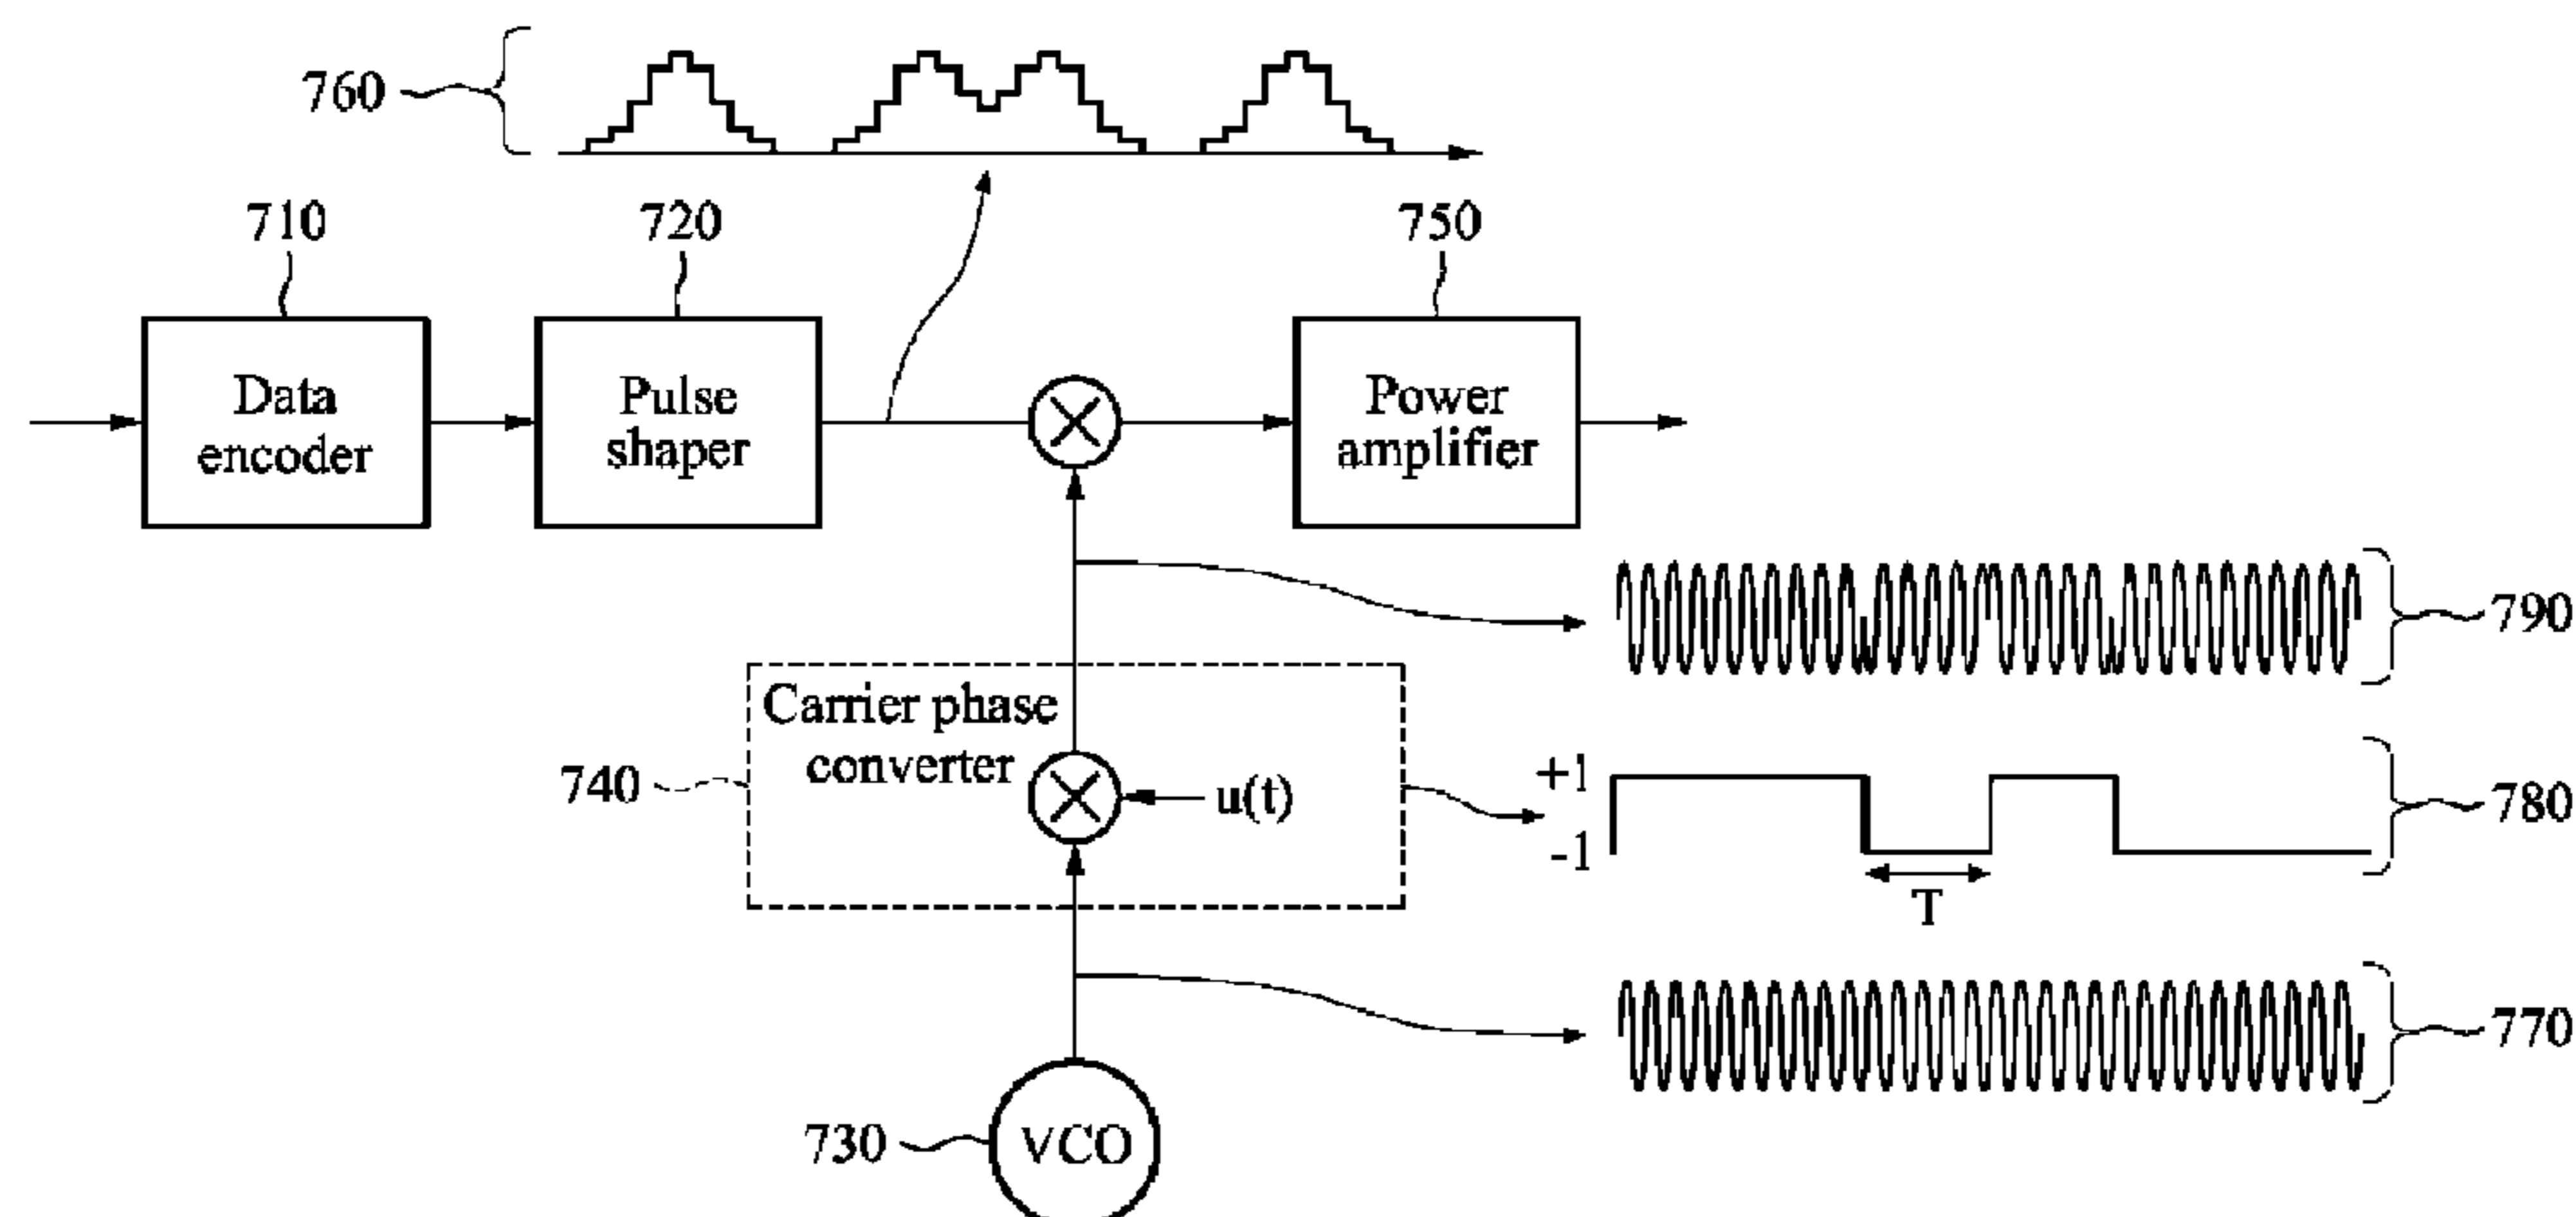 760
710
720
750
Data
encoder
Pulse
shaper
Power
amplifier
790
Carrier phase
converter
740
u(t)
+1
-1
T
780
770
730
VCO